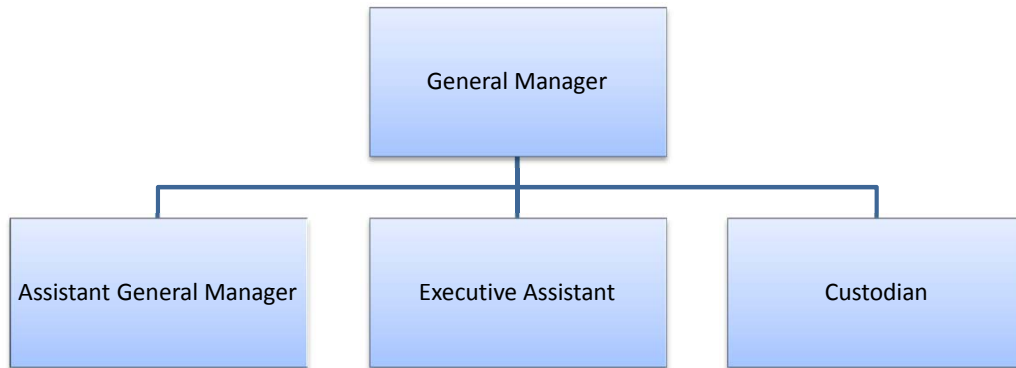 General Manager
Assistant General Manager
Executive Assistant
Custodian